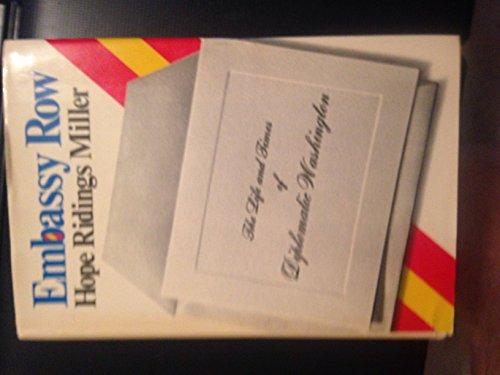 Embassy Row
Hope Ridings Miller
The Life and Times
of
Diplomatic Washington